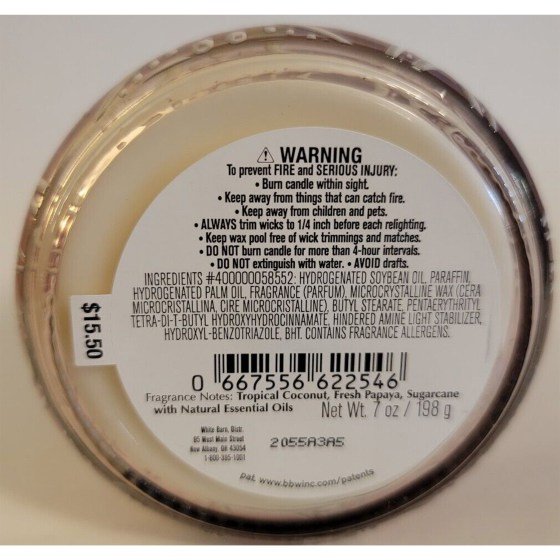 ⚠ WARNING
To prevent FIRE and SERIOUS INJURY:
• Burn candle within sight.
• Keep away from things that can catch fire.
• Keep away from children and pets.
• ALWAYS trim wicks to 1/4 inch before each relighting.
• Keep wax pool free of wick trimmings and matches.
• DO NOT burn candle for more than 4-hour intervals.
• DO NOT extinguish with water. • AVOID drafts.
INGREDIENTS #400000058552: HYDROGENATED SOYBEAN OIL, PARAFFIN,
HYDROGENATED PALM OIL, FRAGRANCE (PARFUM), MICROCRYSTALLINE WAX (CERA
MICROCRISTALLINA, CIRE MICROCRISTALLINE), BUTYL STEARATE, PENTAERYTHRITYL
TETRA-DI-T-BUTYL HYDROXYHYDROCINNAMATE, HINDERED AMINE LIGHT STABILIZER,
HYDROXYL-BENZOTRIAZOLE, BHT. CONTAINS FRAGRANCE ALLERGENS.
$15.50
0 667556 622546
Fragrance Notes: Tropical Coconut, Fresh Papaya, Sugarcane
with Natural Essential Oils
Net Wt. 7 oz / 198 g
White Barn, Distr.
95 West Main Street
New Albany, OH 43054
1-800-395-1001
2055A3A5
pat. www.bbwinc.com/patents